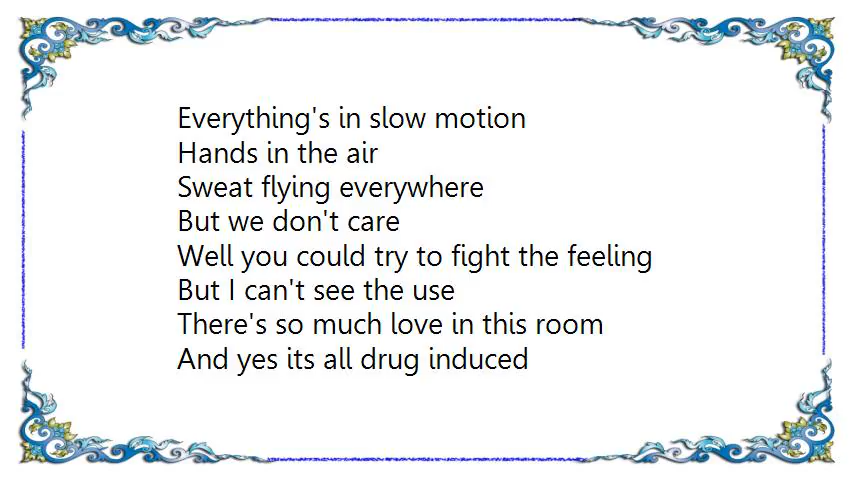 Everything's in slow motion
Hands in the air
Sweat flying everywhere
But we don't care
Well you could try to fight the feeling
But I can't see the use
There's so much love in this room
And yes its all drug induced